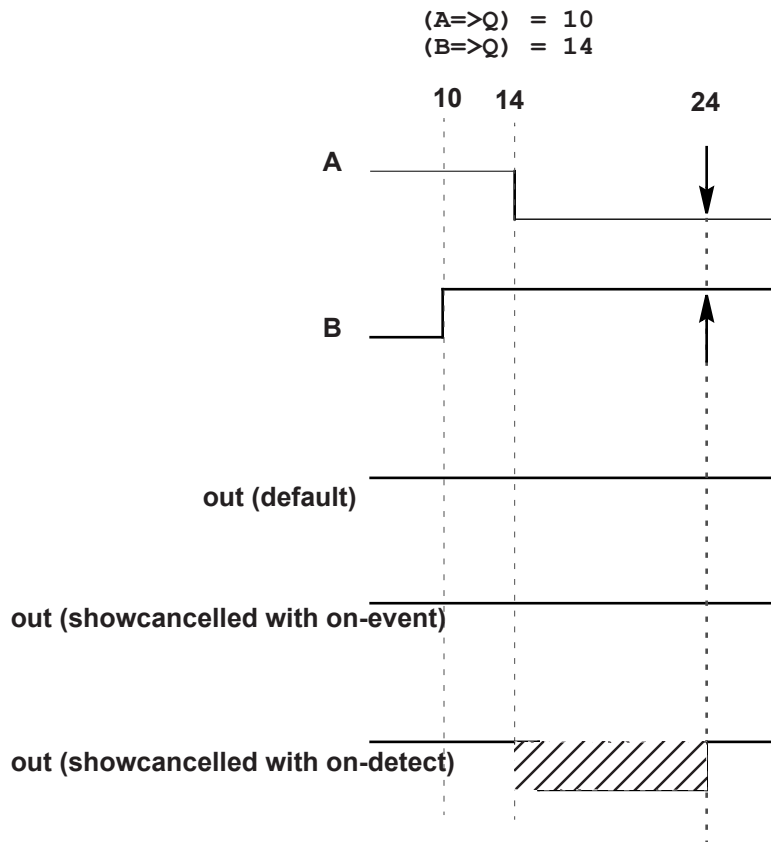 (A=>Q) = 10
(B=>Q) = 14
10 14 24
A
B
out (default)
out (showcancelled with on-event)
out (showcancelled with on-detect)